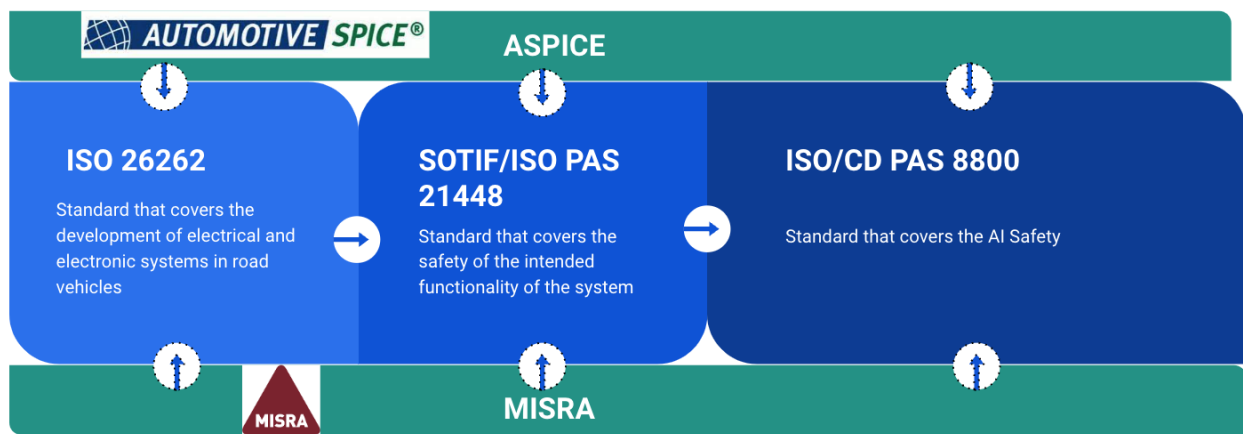 AUTOMOTIVE SPICE®
ASPICE
ISO 26262
Standard that covers the
development of electrical and
electronic systems in road
vehicles
SOTIF/ISO PAS
21448
Standard that covers the
safety of the intended
functionality of the system
ISO/CD PAS 8800
Standard that covers the AI Safety
MISRA
MISRA